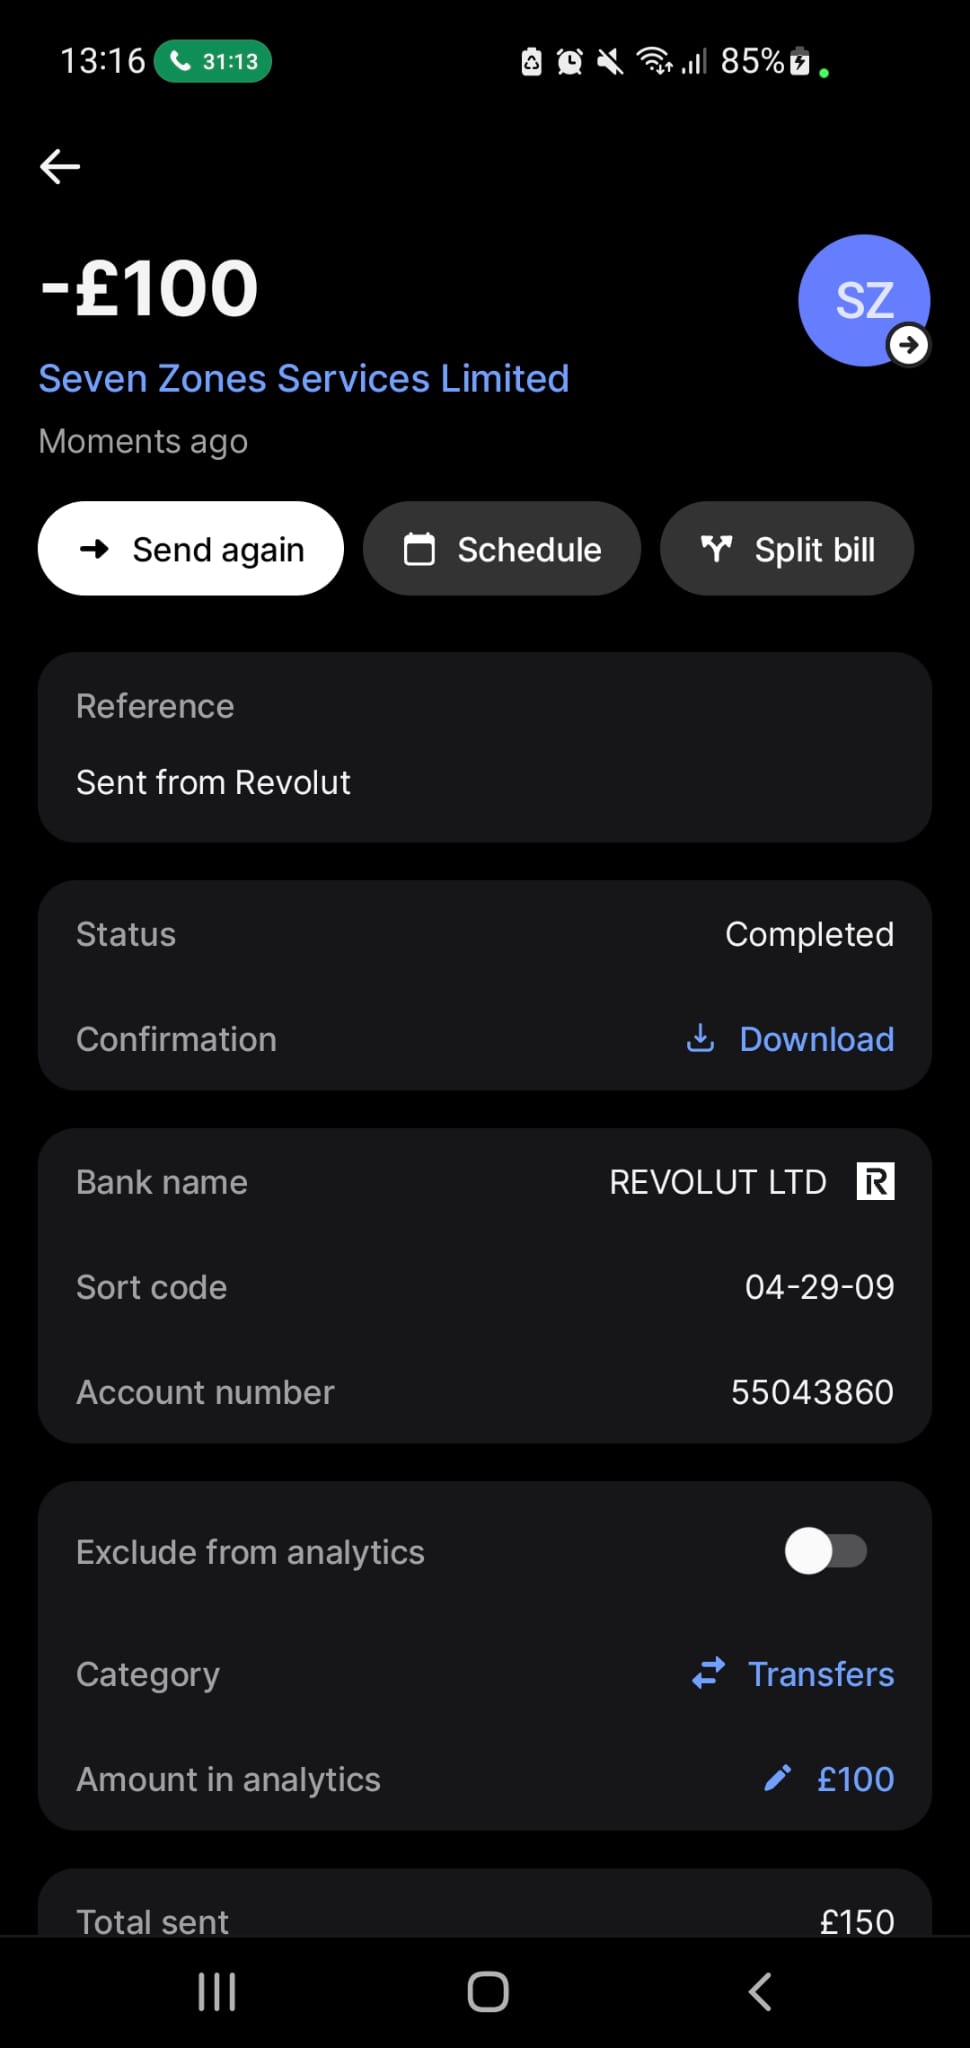 13:16 31:13 85%
-£100
SZ
Seven Zones Services Limited
Moments ago
Send again Schedule Split bill
Reference
Sent from Revolut
Status Completed
Confirmation Download
Bank name REVOLUT LTD R
Sort code 04-29-09
Account number 55043860
Exclude from analytics
Category Transfers
Amount in analytics £100
Total sent £150